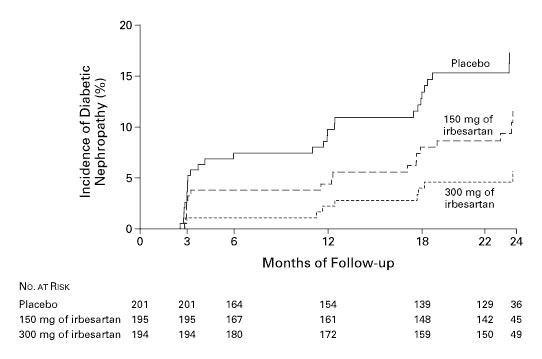 20
Placebo
15
Incidence of Diabetic
Nephropathy (%)
150 mg of
irbesartan
10
300 mg of
irbesartan
5
0
0 3 6 12 18 22 24
Months of Follow-up
No. at Risk
Placebo 201 201 164 154 139 129 36
150 mg of irbesartan 195 195 167 161 148 142 45
300 mg of irbesartan 194 194 180 172 159 150 49